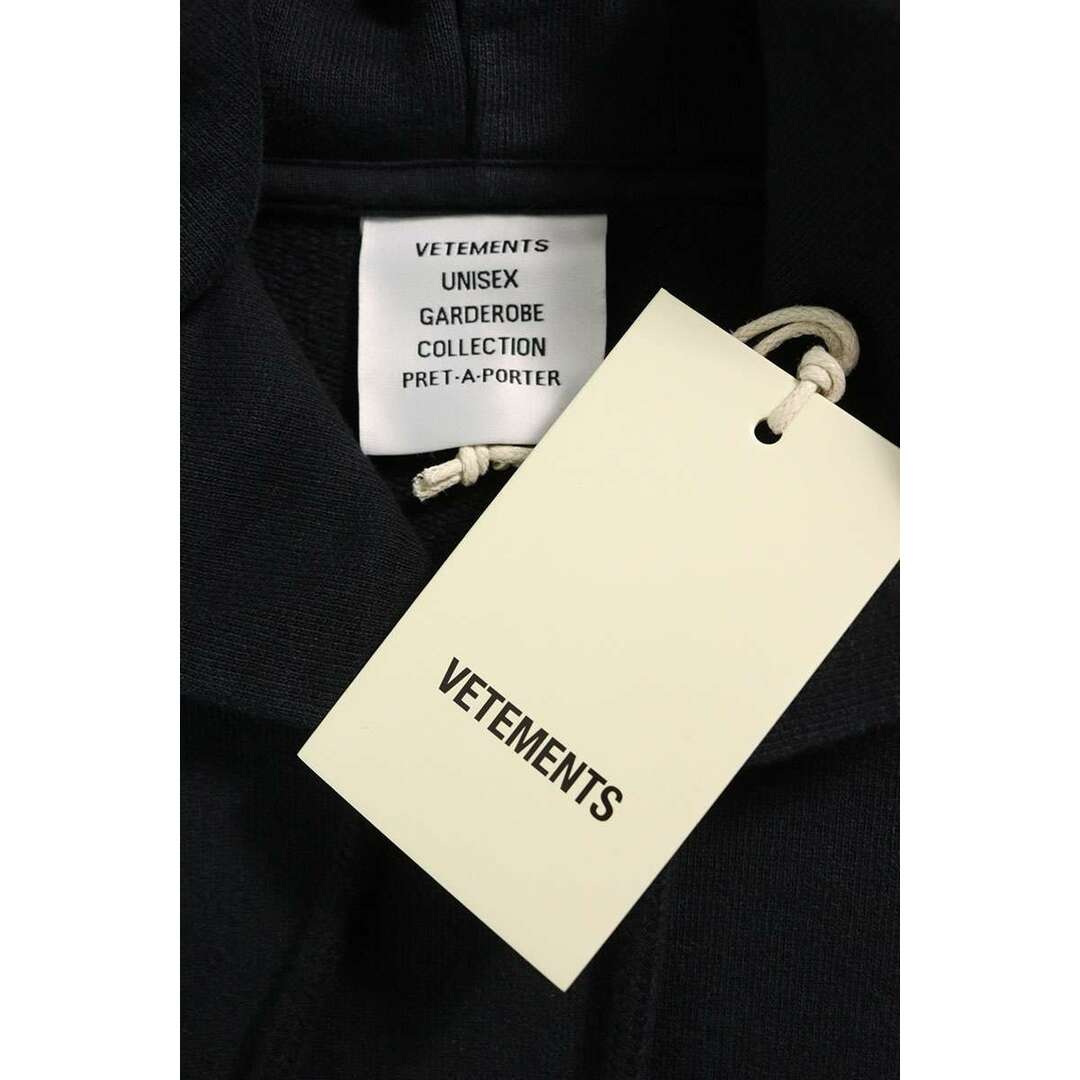 VETEMENTS
UNISEX
GARDEROBE
COLLECTION
PRET-A-PORTER
VETEMENTS